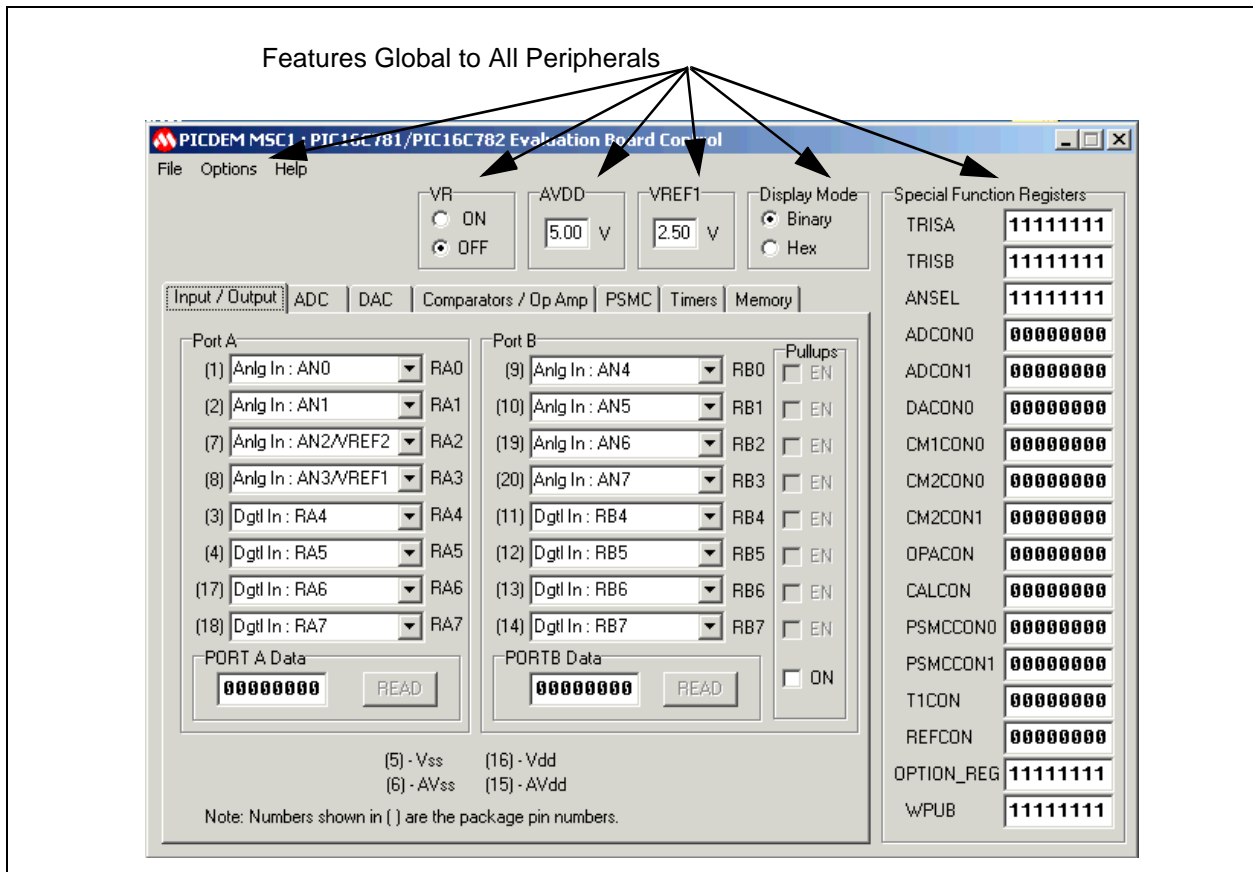 Features Global to All Peripherals
PICDEM MSC1 : PIC16C781/PIC16C782 Evaluation Board Control
File Options Help
VR
ON
OFF
AVDD
5.00 V
VREF1
2.50 V
Display Mode
Binary
Hex
Input / Output ADC DAC Comparators / Op Amp PSMC Timers Memory
Port A
(1) Anlg In : AN0 RA0
(2) Anlg In : AN1 RA1
(7) Anlg In : AN2/VREF2 RA2
(8) Anlg In : AN3/VREF1 RA3
(3) Dgtl In : RA4 RA4
(4) Dgtl In : RA5 RA5
(17) Dgtl In : RA6 RA6
(18) Dgtl In : RA7 RA7
PORT A Data
00000000 READ
Port B
(9) Anlg In : AN4 RB0
(10) Anlg In : AN5 RB1
(19) Anlg In : AN6 RB2
(20) Anlg In : AN7 RB3
(11) Dgtl In : RB4 RB4
(12) Dgtl In : RB5 RB5
(13) Dgtl In : RB6 RB6
(14) Dgtl In : RB7 RB7
PORTB Data
00000000 READ
Pullups
EN
EN
EN
EN
EN
EN
EN
EN
ON
(5) - Vss (16) - Vdd
(6) - AVss (15) - AVdd
Note: Numbers shown in ( ) are the package pin numbers.
Special Function Registers
TRISA 11111111
TRISB 11111111
ANSEL 11111111
ADCON0 00000000
ADCON1 00000000
DACON0 00000000
CM1CON0 00000000
CM2CON0 00000000
CM2CON1 00000000
OPACON 00000000
CALCON 00000000
PSMCCON0 00000000
PSMCCON1 00000000
T1CON 00000000
REFCON 00000000
OPTION_REG 11111111
WPUB 11111111